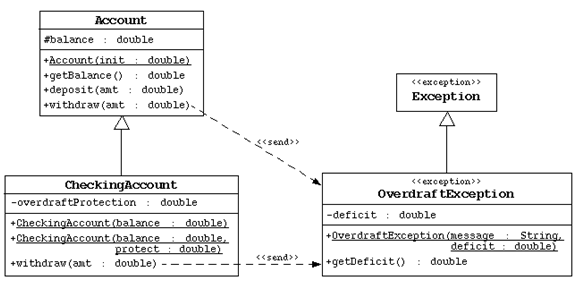 Account
#balance : double
+Account(init : double)
+getBalance() : double
+deposit(amt : double)
+withdraw(amt : double)
<<exception>>
Exception
<<send>>
CheckingAccount
-overdraftProtection : double
+CheckingAccount(balance : double)
+CheckingAccount(balance : double,
protect : double)
+withdraw(amt : double)
<<send>>
<<exception>>
OverdraftException
-deficit : double
+OverdraftException(message : String,
deficit : double)
+getDeficit() : double